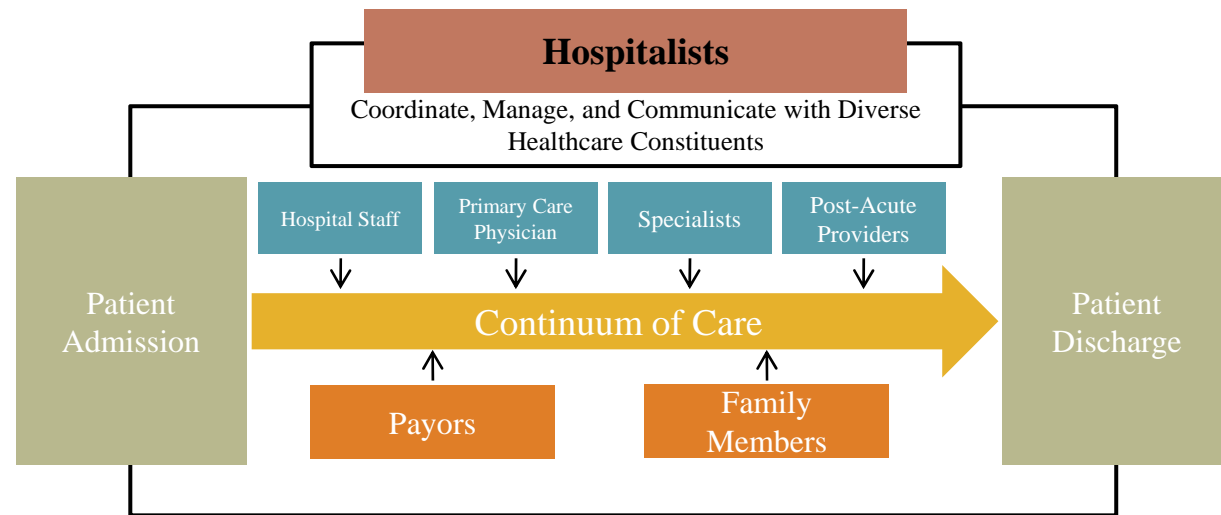 Hospitalists
Coordinate, Manage, and Communicate with Diverse
Healthcare Constituents
Patient
Admission
Hospital Staff
Primary Care
Physician
Specialists
Post-Acute
Providers
Continuum of Care
Payors
Family
Members
Patient
Discharge